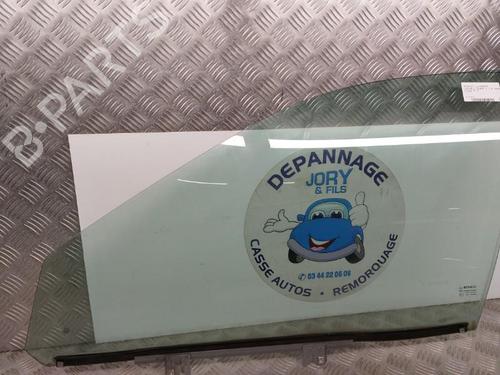 B-PARTS
DEPANNAGE
JORY
& FILS
CASSE AUTOS • REMORQUAGE
✆ 03 44 22 06 06